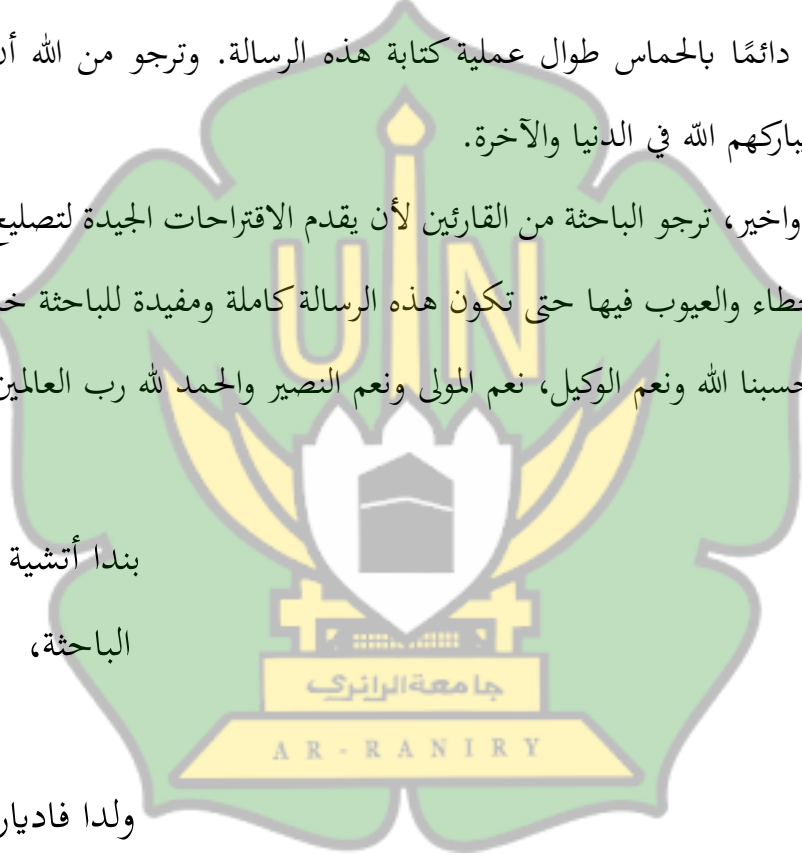 دائمًا بالحماس طوال عملية كتابة هذه الرسالة. وترجو من الله أن
يباركهم الله في الدنيا والآخرة.
واخير، ترجو الباحثة من القارئين لأن يقدم الاقتراحات الجيدة لتصليح
والعيوب فيها حتى تكون هذه الرسالة كاملة ومفيدة للباحثة
حسبنا الله ونعم الوكيل، نعم المولى ونعم النصير والحمد لله رب العالمين
بندا أتشية
الباحثة،
ولدا
UIN
جامعة الرانري
AR-RANIRY